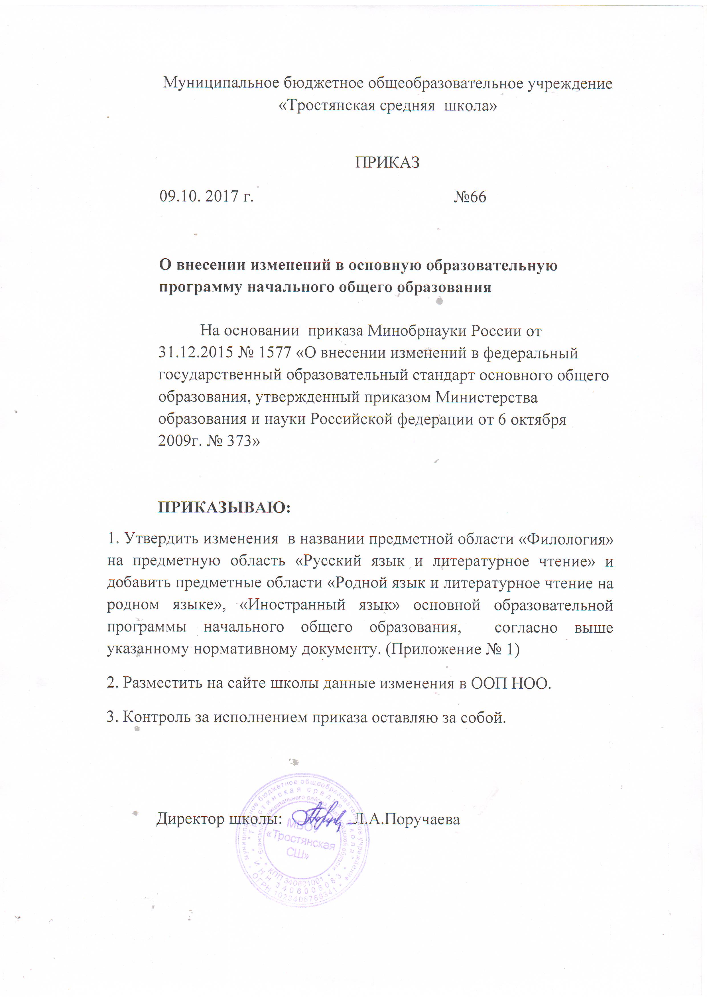 Муниципальное бюджетное общеобразовательное учреждение
«Тростянская средняя школа»
ПРИКАЗ
09.10. 2017 г. №66
О внесении изменений в основную образовательную
программу начального общего образования
На основании приказа Минобрнауки России от
31.12.2015 № 1577 «О внесении изменений в федеральный
государственный образовательный стандарт основного общего
образования, утвержденный приказом Министерства
образования и науки Российской федерации от 6 октября
2009г. № 373»
ПРИКАЗЫВАЮ:
1. Утвердить изменения в названии предметной области «Филология»
на предметную область «Русский язык и литературное чтение» и
добавить предметные области «Родной язык и литературное чтение на
родном языке», «Иностранный язык» основной образовательной
программы начального общего образования, согласно выше
указанному нормативному документу. (Приложение № 1)
2. Разместить на сайте школы данные изменения в ООП НОО.
3. Контроль за исполнением приказа оставляю за собой.
Директор школы: Л.А.Поручаева
Муниципальное бюджетное общеобразовательное учреждение
"Тростянская средняя школа"
Еланского муниципального района Волгоградской области
МБОУ
«Тростянская
СШ»
КПП 340601001
ИНН 3406005083
ОГРН 1023405768341